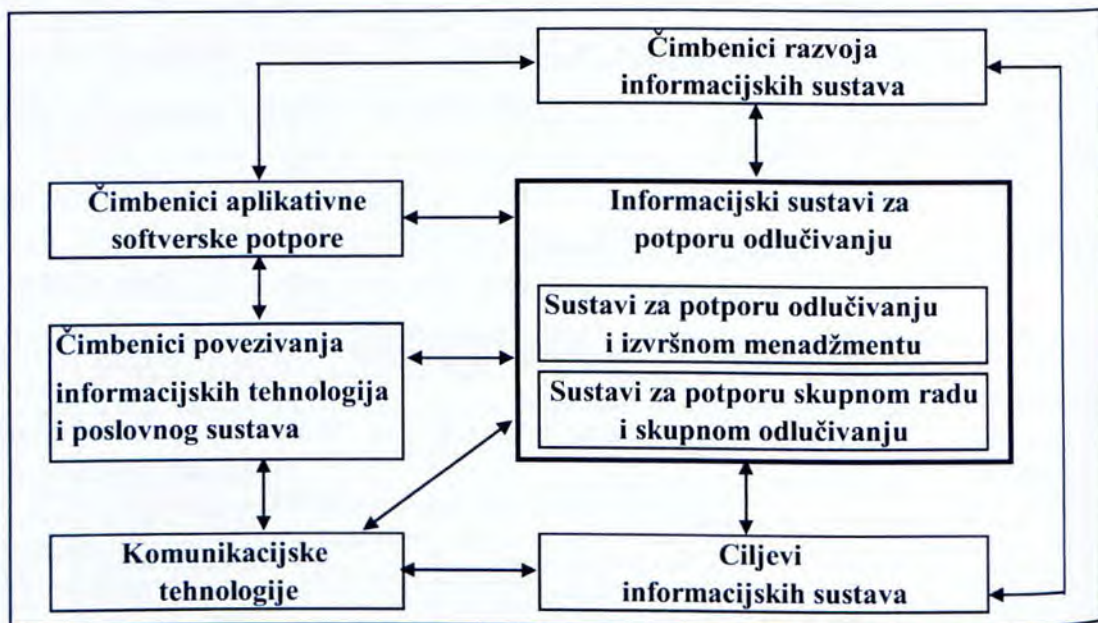 Čimbenici razvoja
informacijskih sustava
Čimbenici aplikativne
softverske potpore
Informacijski sustavi za
potporu odlučivanju
Sustavi za potporu odlučivanju
i izvršnom menadžmentu
Sustavi za potporu skupnom radu
i skupnom odlučivanju
Čimbenici povezivanja
informacijskih tehnologija
i poslovnog sustava
Komunikacijske
tehnologije
Ciljevi
informacijskih sustava